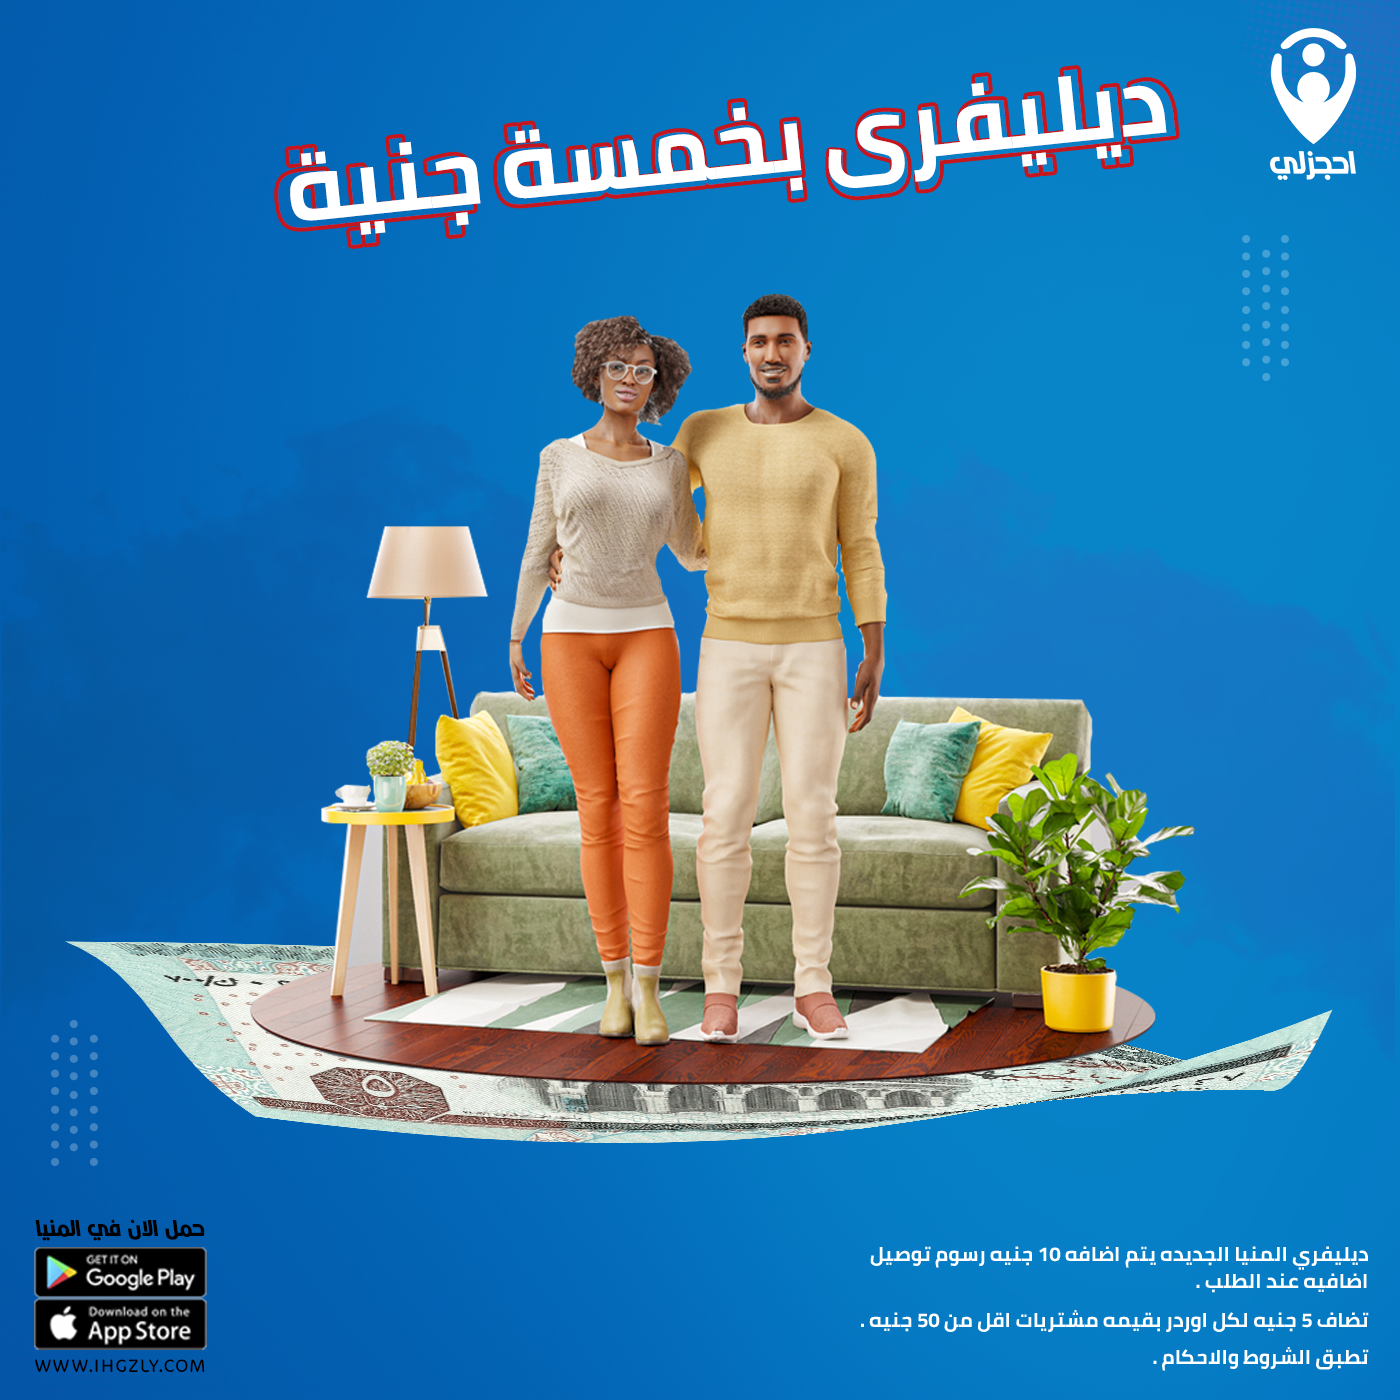 احجزلي
ديليفرى بخمسة جنية
٥
ديليفري المنيا الجديده يتم اضافه 10 جنيه رسوم توصيل
اضافيه عند الطلب .
تضاف 5 جنيه لكل اوردر بقيمه مشتريات اقل من 50 جنيه .
تطبق الشروط والاحكام .
حمل الان في المنيا
GET IT ON
Google Play
Download on the
App Store
WWW.IHGZLY.COM